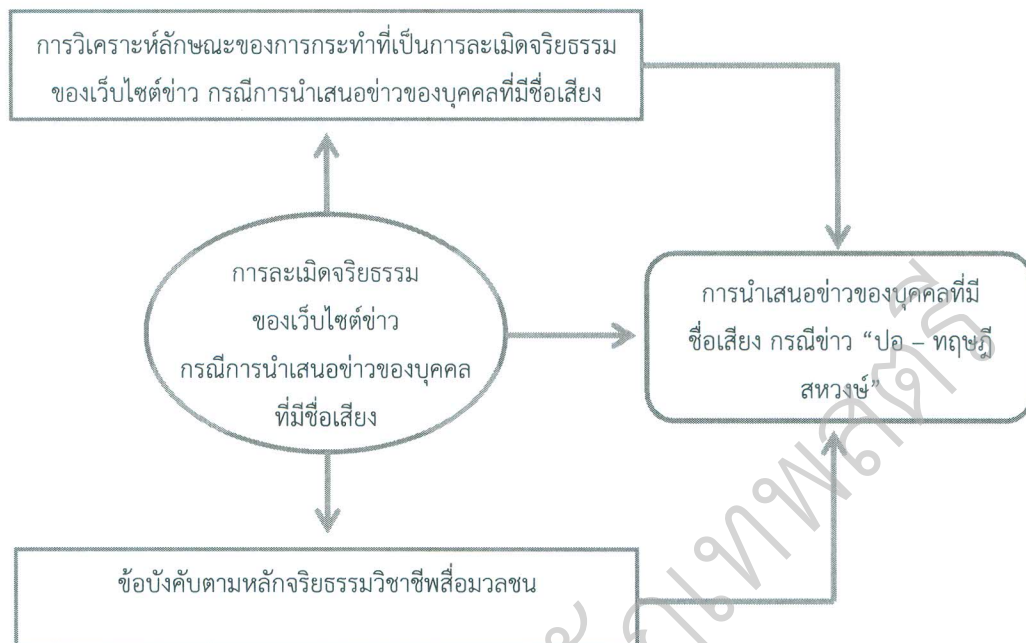 การวิเคราะห์ลักษณะของการกระทำที่เป็นการละเมิดจริยธรรม
ของเว็บไซต์ข่าว กรณีการนำเสนอข่าวของบุคคลที่มีชื่อเสียง
การละเมิดจริยธรรม
ของเว็บไซต์ข่าว
กรณีการนำเสนอข่าวของบุคคล
ที่มีชื่อเสียง
การนำเสนอข่าวของบุคคลที่มี
ชื่อเสียง กรณีข่าว “ปอ – ทฤษฎี
สหวงษ์”
ข้อบังคับตามหลักจริยธรรมวิชาชีพสื่อมวลชน